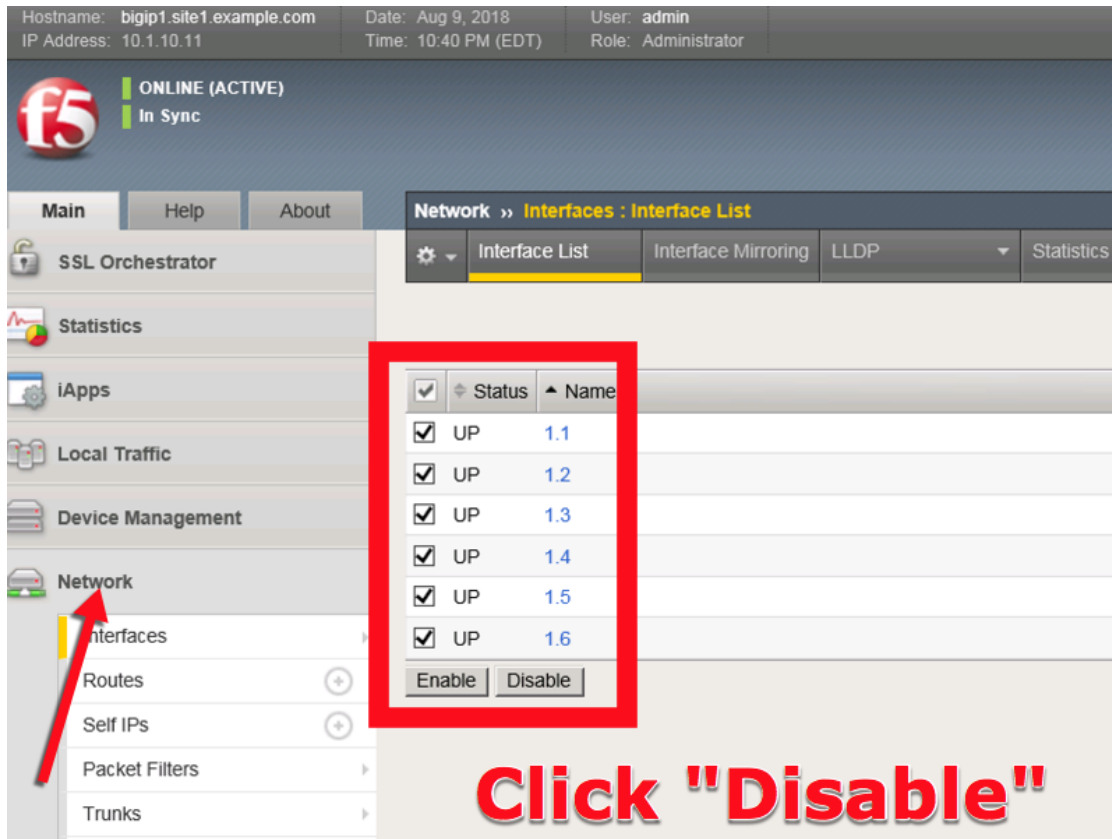 Hostname: bigip1.site1.example.com Date: Aug 9, 2018 User: admin
IP Address: 10.1.10.11 Time: 10:40 PM (EDT) Role: Administrator
f5
ONLINE (ACTIVE)
In Sync
Main Help About
Network ›› Interfaces : Interface List
Interface List Interface Mirroring LLDP Statistics
SSL Orchestrator
Statistics
iApps
Local Traffic
Device Management
Network
Interfaces
Routes
Self IPs
Packet Filters
Trunks
Status Name
UP 1.1
UP 1.2
UP 1.3
UP 1.4
UP 1.5
UP 1.6
Enable Disable
Click "Disable"